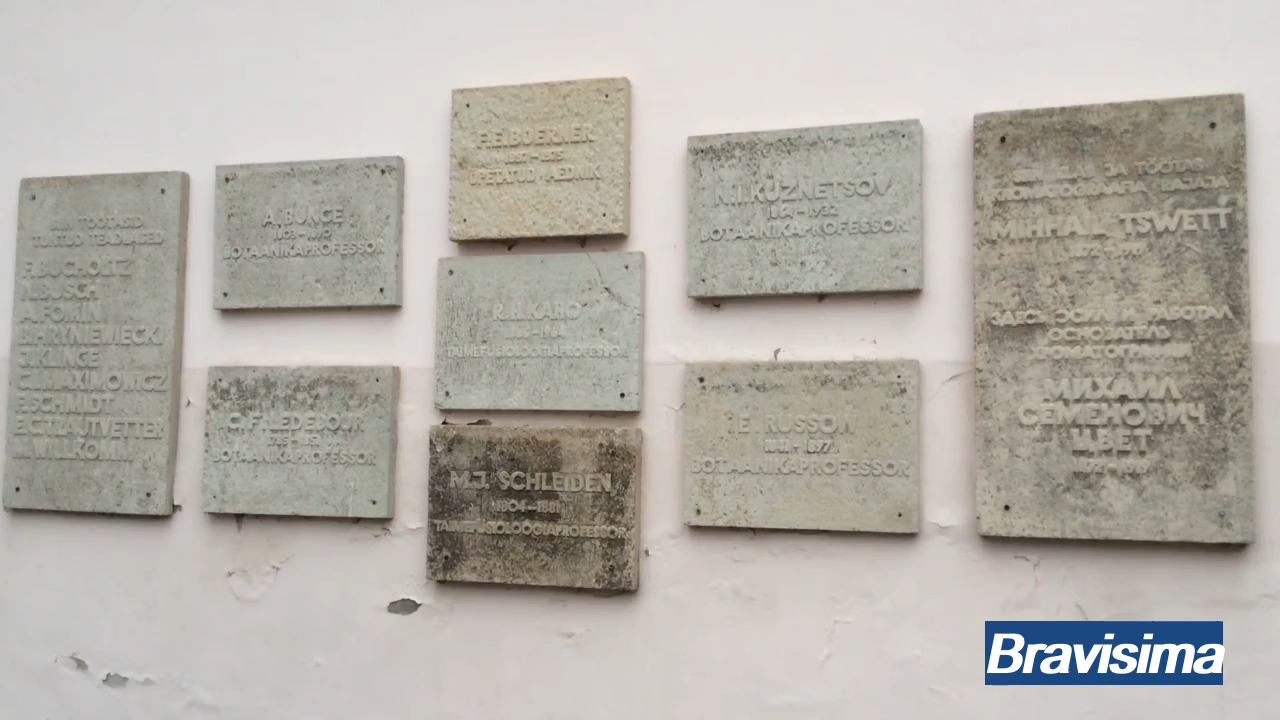 SIIN TÖÖTASID
TUNTUD TEADLASED
F.BUCHOLTZ
N.BUSCH
A.FOMIN
B.HRYNIEWIECKI
J.KLINGE
C.J.MAXIMOWICZ
F.SCHMIDT
E.C.TRAUTVETTER
M.WILLKOMM
A.BUNGE
BOTAANIKAPROFESSOR
C.F.LEDEBOUR
BOTAANIKAPROFESSOR
F.E.I.BOERNER
ÕPETATUD AEDNIK
R.H.KAHO
TAIMEFÜSIOLOOGIAPROFESSOR
M.J. SCHLEIDEN
1804-1881
TAIMEFÜSIOLOOGIAPROFESSOR
N.I.KUZNETSOV
1864-1932
BOTAANIKAPROFESSOR
E. RUSSOW
1841-1897
BOTAANIKAPROFESSOR
JA TÖÖTAS
KROMATOGRAAFIA RAJAJA
MIHHAIL TSWETT
ЗДЕСЬ ЖИЛ И РАБОТАЛ
ОСНОВАТЕЛЬ
ХРОМАТОГРАФИИ
МИХАИЛ
СЕМЕНОВИЧ
ЦВЕТ
Bravisima